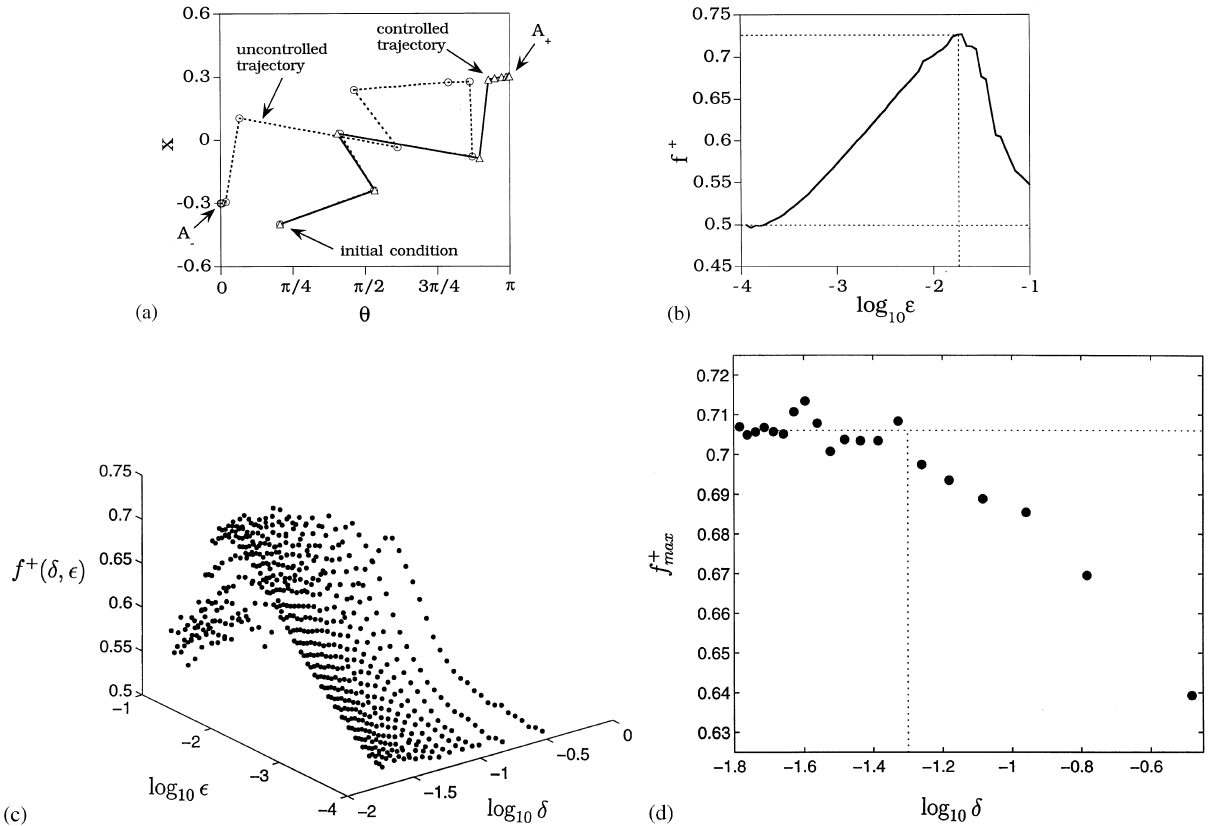 0.6
0.3
0
-0.3
-0.6
x
uncontrolled
trajectory
controlled
trajectory
A+
A-
initial condition
0
π/4
π/2
3π/4
π
θ
(a)
0.75
0.7
0.65
0.6
0.55
0.5
0.45
f+
-4
-3
-2
-1
log10ε
(b)
0.75
0.7
0.65
0.6
0.55
0.5
f+(δ, ϵ)
−1
−2
−3
−4
log10 ϵ
−2
−1.5
−1
−0.5
0
log10 δ
(c)
0.72
0.71
0.7
0.69
0.68
0.67
0.66
0.65
0.64
0.63
f+max
−1.8
−1.6
−1.4
−1.2
−1
−0.8
−0.6
log10 δ
(d)